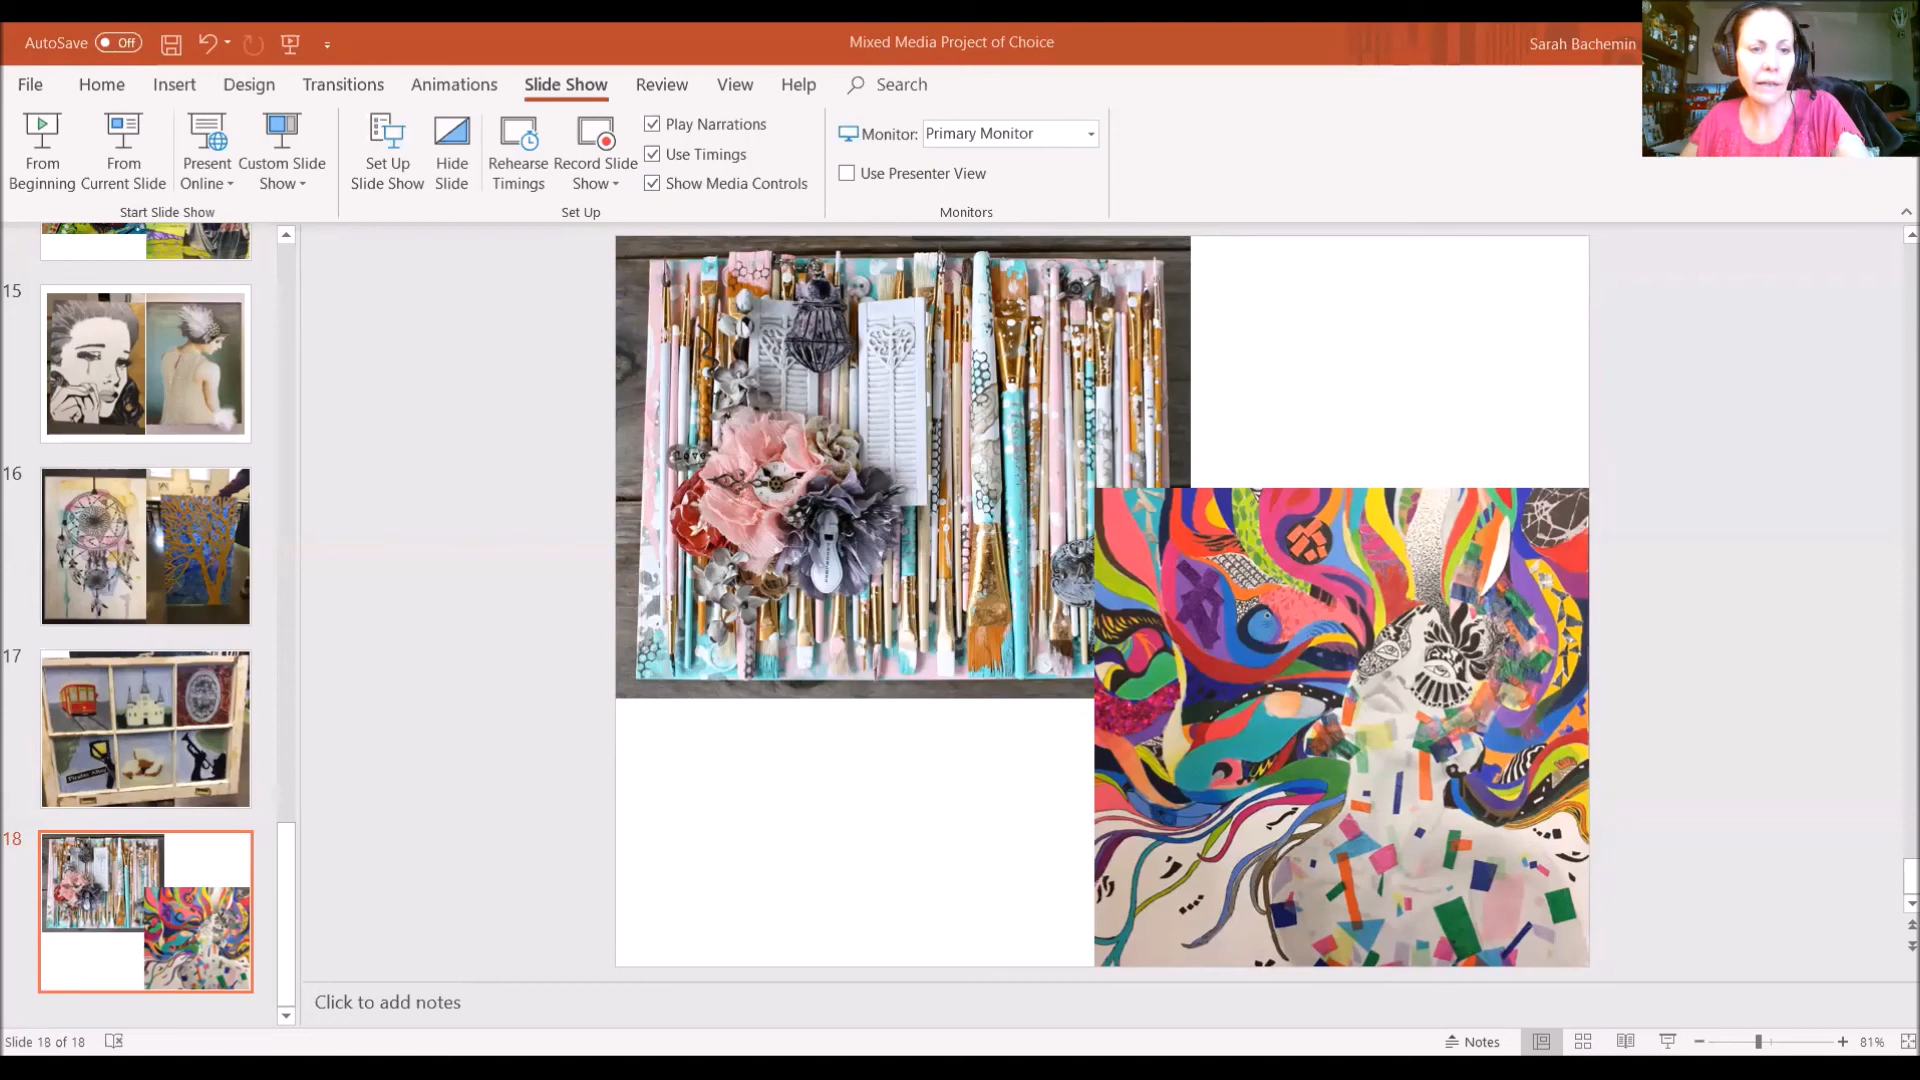 AutoSave Off
Mixed Media Project of Choice
Sarah Bachemin
File Home Insert Design Transitions Animations Slide Show Review View Help Search
From Beginning
From Current Slide
Present Online
Custom Slide Show
Start Slide Show
Set Up Slide Show
Hide Slide
Rehearse Timings
Record Slide Show
Play Narrations
Use Timings
Show Media Controls
Set Up
Monitor: Primary Monitor
Use Presenter View
Monitors
15
16
17
Pirates Alley
18
love
Click to add notes
Slide 18 of 18
Notes
81%